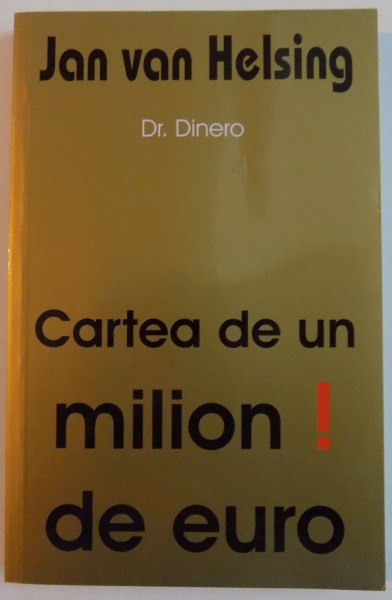 Jan van Helsing
Dr. Dinero
Cartea de un
milion !
de euro